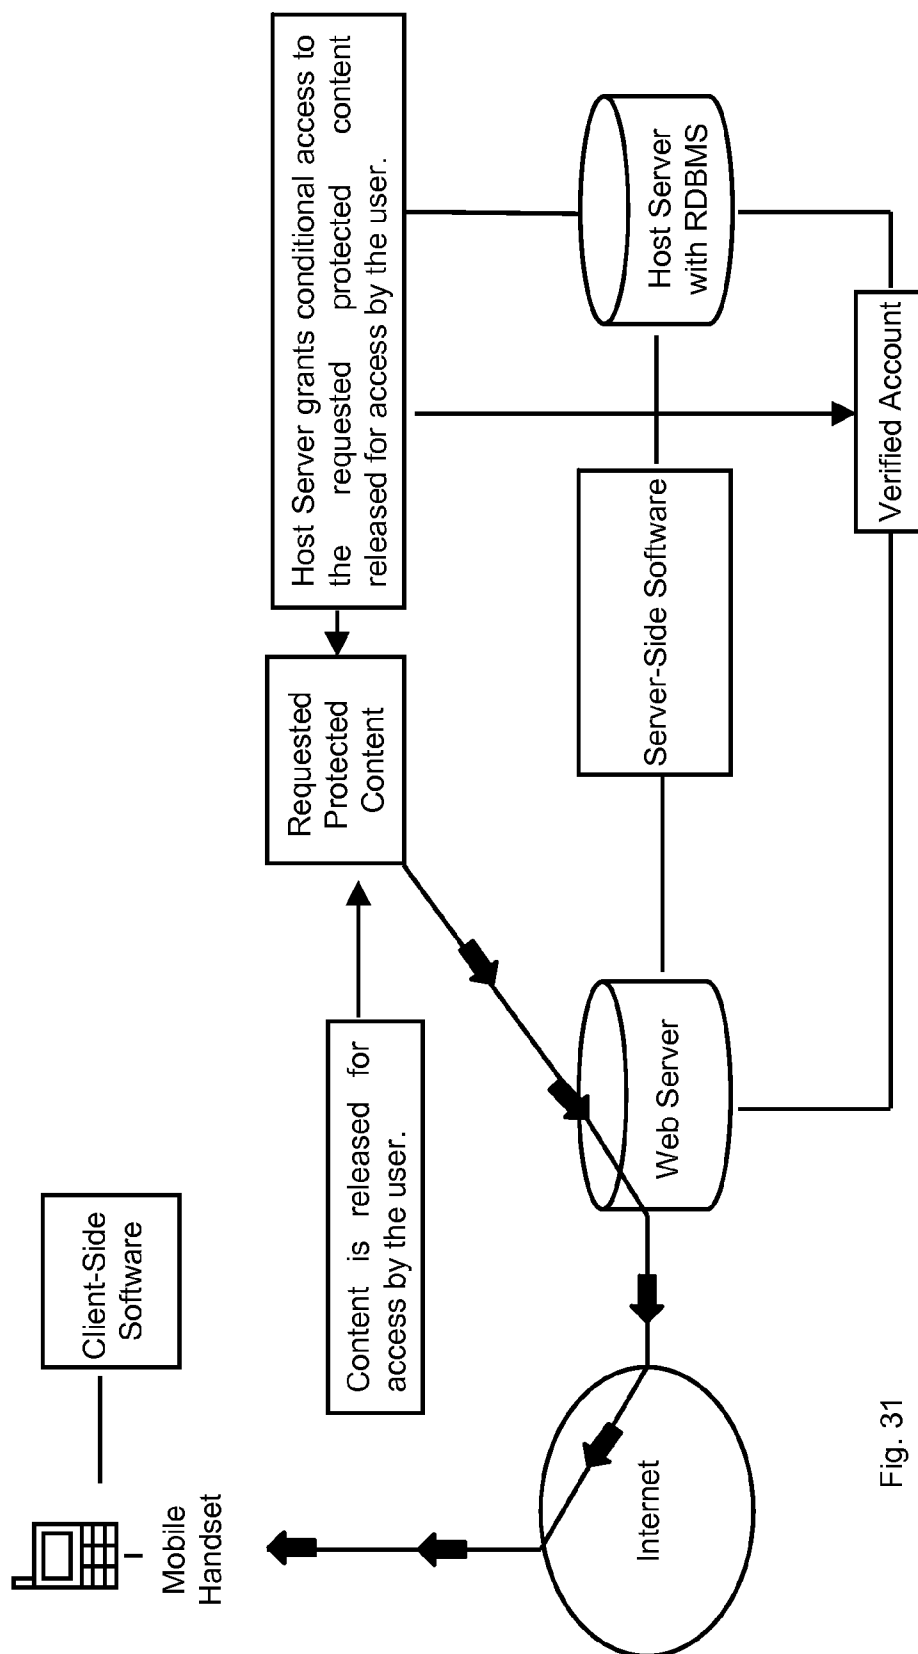 Mobile
Handset
Client-Side
Software
Content is released for
access by the user.
Requested
Protected
Content
Host Server grants conditional access to
the requested protected content
released for access by the user.
Internet
Web Server
Server-Side Software
Host Server
with RDBMS
Verified Account
Fig. 31